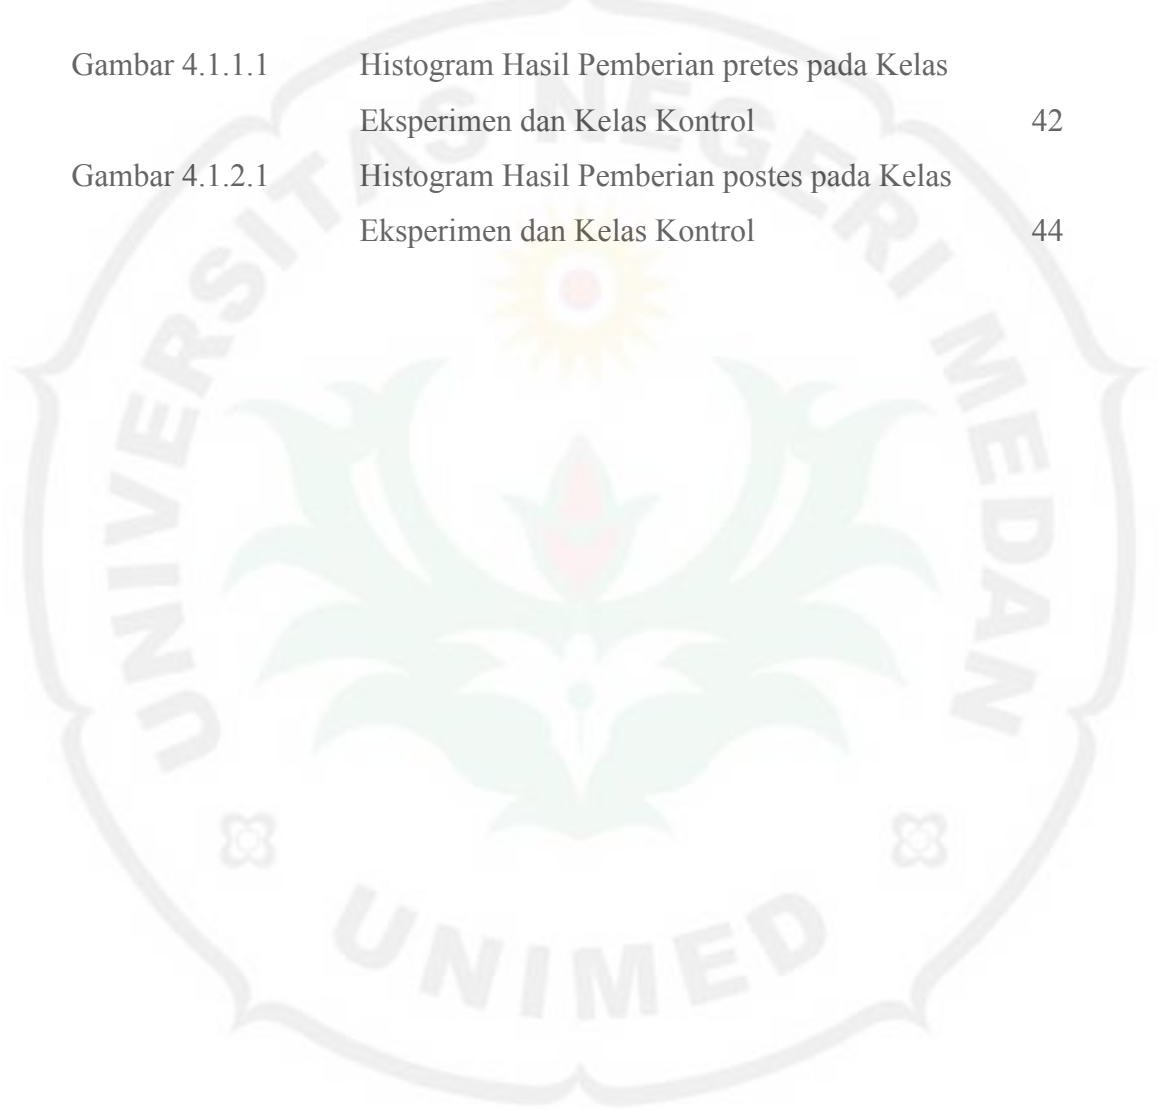 Gambar 4.1.1.1 Histogram Hasil Pemberian pretes pada Kelas
Eksperimen dan Kelas Kontrol 42
Gambar 4.1.2.1 Histogram Hasil Pemberian postes pada Kelas
Eksperimen dan Kelas Kontrol 44
UNIVERSITAS NEGERI MEDAN
UNIMED